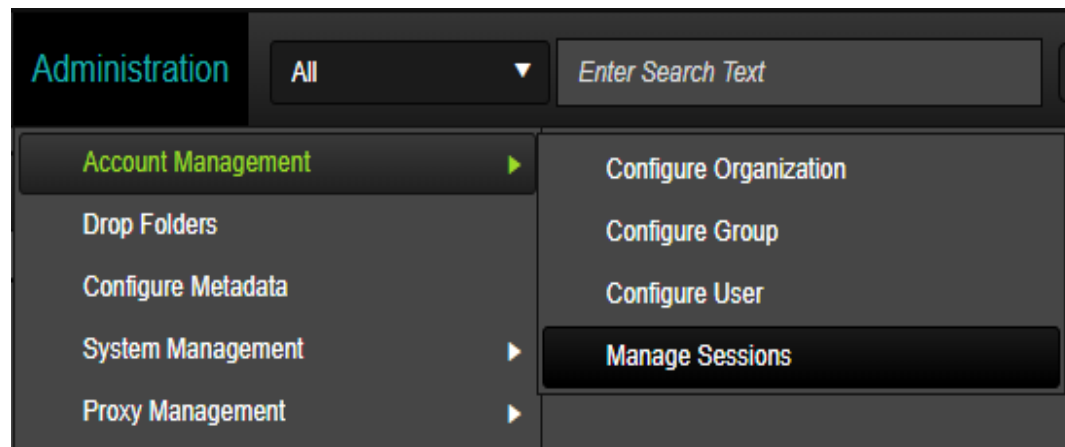 Administration
All
Enter Search Text
Account Management
Drop Folders
Configure Metadata
System Management
Proxy Management
Configure Organization
Configure Group
Configure User
Manage Sessions